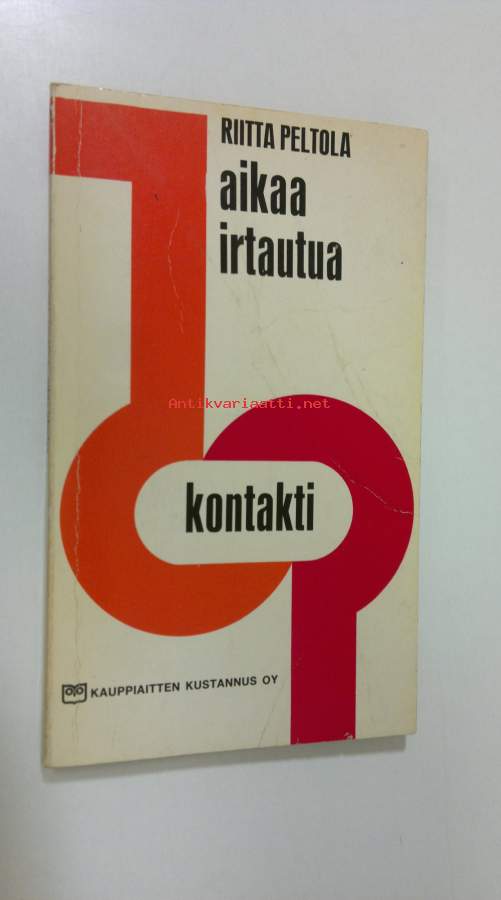 RIITTA PELTOLA
aikaa
irtautua
Antikvariaatti.net
kontakti
KAUPPIAITTEN KUSTANNUS OY